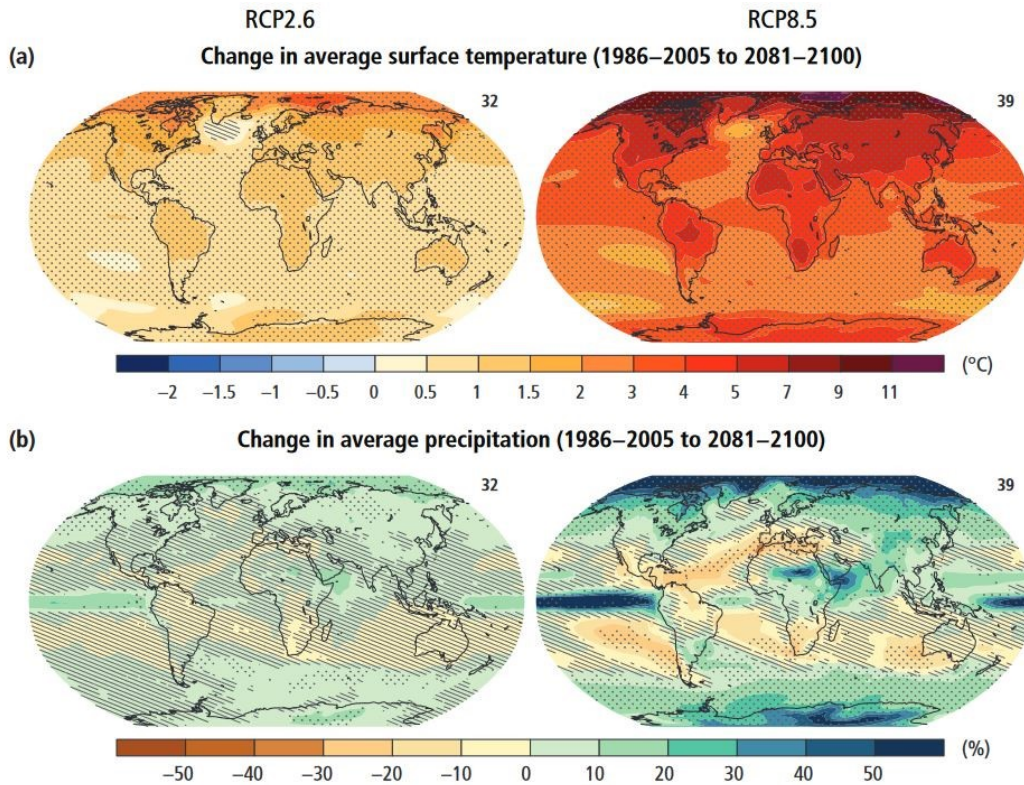 RCP2.6 RCP8.5
(a) Change in average surface temperature (1986–2005 to 2081–2100)
32 39
(°C)
−2 −1.5 −1 −0.5 0 0.5 1 1.5 2 3 4 5 7 9 11
(b) Change in average precipitation (1986–2005 to 2081–2100)
32 39
(%)
−50 −40 −30 −20 −10 0 10 20 30 40 50